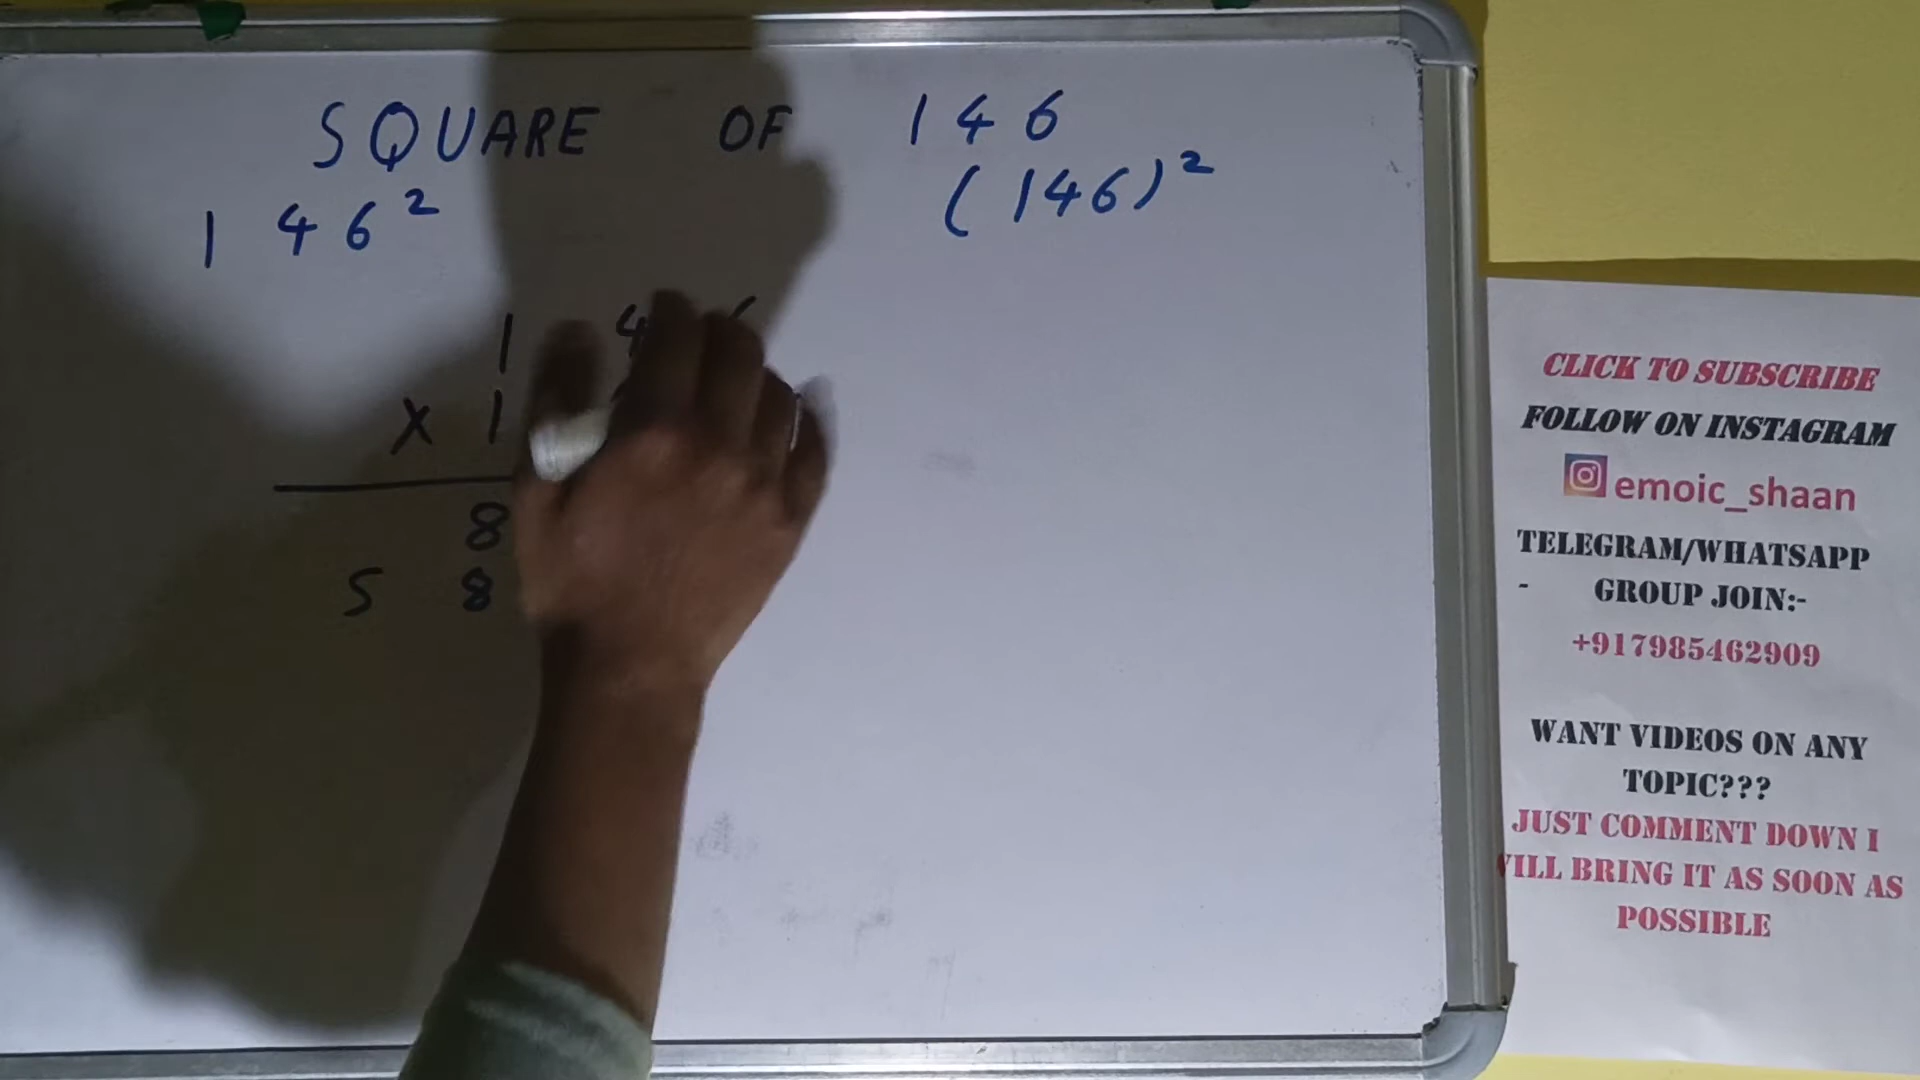 SQUARE OF 146
146² (146)²
1 4
X 1
8
5 8
CLICK TO SUBSCRIBE
FOLLOW ON INSTAGRAM
emoic_shaan
TELEGRAM/WHATSAPP
- GROUP JOIN:-
+917985462909
WANT VIDEOS ON ANY
TOPIC???
JUST COMMENT DOWN I
WILL BRING IT AS SOON AS
POSSIBLE